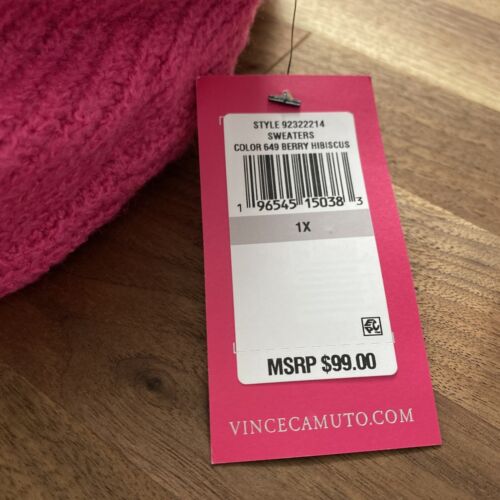 STYLE 92322214
SWEATERS
COLOR 649 BERRY HIBISCUS
1 96545 15038 3
1X
MSRP $99.00
VINCECAMUTO.COM